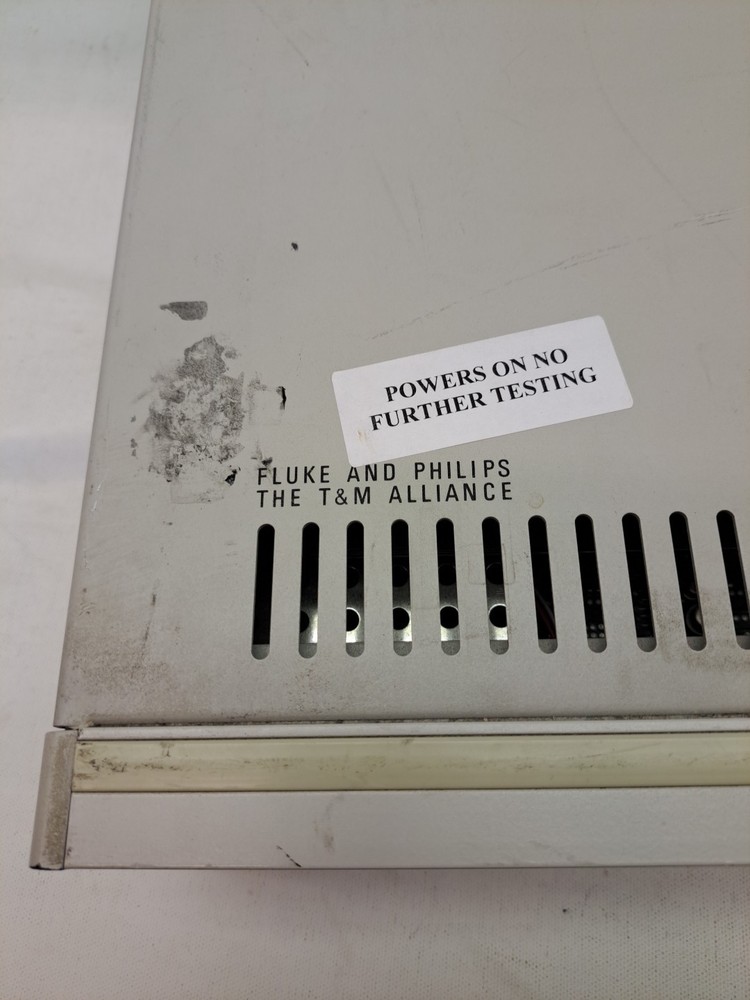 POWERS ON NO
FURTHER TESTING
FLUKE AND PHILIPS
THE T&M ALLIANCE